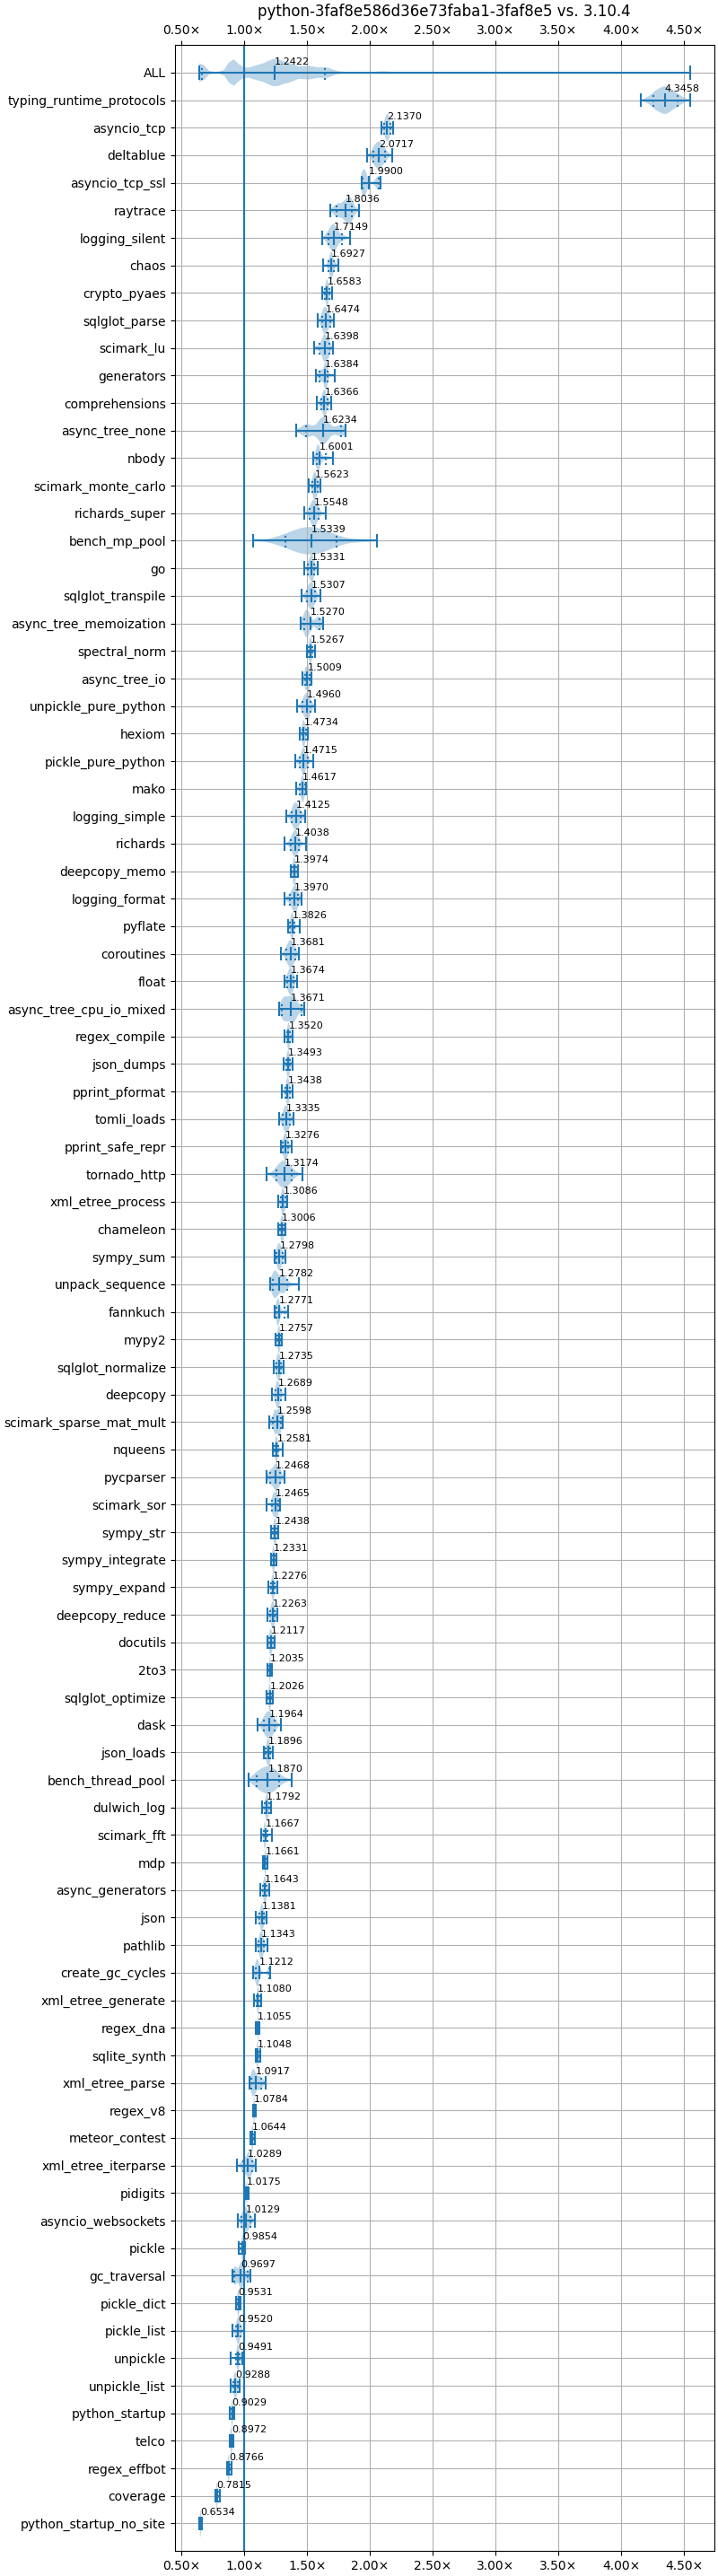 python-3faf8e586d36e73faba1-3faf8e5 vs. 3.10.4
0.50× 1.00× 1.50× 2.00× 2.50× 3.00× 3.50× 4.00× 4.50×
ALL 1.2422
typing_runtime_protocols 4.3458
asyncio_tcp 2.1370
deltablue 2.0717
asyncio_tcp_ssl 1.9900
raytrace 1.8036
logging_silent 1.7149
chaos 1.6927
crypto_pyaes 1.6583
sqlglot_parse 1.6474
scimark_lu 1.6398
generators 1.6384
comprehensions 1.6366
async_tree_none 1.6234
nbody 1.6001
scimark_monte_carlo 1.5623
richards_super 1.5548
bench_mp_pool 1.5339
go 1.5331
sqlglot_transpile 1.5307
async_tree_memoization 1.5270
spectral_norm 1.5267
async_tree_io 1.5009
unpickle_pure_python 1.4960
hexiom 1.4734
pickle_pure_python 1.4715
mako 1.4617
logging_simple 1.4125
richards 1.4038
deepcopy_memo 1.3974
logging_format 1.3970
pyflate 1.3826
coroutines 1.3681
float 1.3674
async_tree_cpu_io_mixed 1.3671
regex_compile 1.3520
json_dumps 1.3493
pprint_pformat 1.3438
tomli_loads 1.3335
pprint_safe_repr 1.3276
tornado_http 1.3174
xml_etree_process 1.3086
chameleon 1.3006
sympy_sum 1.2798
unpack_sequence 1.2782
fannkuch 1.2771
mypy2 1.2757
sqlglot_normalize 1.2735
deepcopy 1.2689
scimark_sparse_mat_mult 1.2598
nqueens 1.2581
pycparser 1.2468
scimark_sor 1.2465
sympy_str 1.2438
sympy_integrate 1.2331
sympy_expand 1.2276
deepcopy_reduce 1.2263
docutils 1.2117
2to3 1.2035
sqlglot_optimize 1.2026
dask 1.1964
json_loads 1.1896
bench_thread_pool 1.1870
dulwich_log 1.1792
scimark_fft 1.1667
mdp 1.1661
async_generators 1.1643
json 1.1381
pathlib 1.1343
create_gc_cycles 1.1212
xml_etree_generate 1.1080
regex_dna 1.1055
sqlite_synth 1.1048
xml_etree_parse 1.0917
regex_v8 1.0784
meteor_contest 1.0644
xml_etree_iterparse 1.0289
pidigits 1.0175
asyncio_websockets 1.0129
pickle 0.9854
gc_traversal 0.9697
pickle_dict 0.9531
pickle_list 0.9520
unpickle 0.9491
unpickle_list 0.9288
python_startup 0.9029
telco 0.8972
regex_effbot 0.8766
coverage 0.7815
python_startup_no_site 0.6534
0.50× 1.00× 1.50× 2.00× 2.50× 3.00× 3.50× 4.00× 4.50×